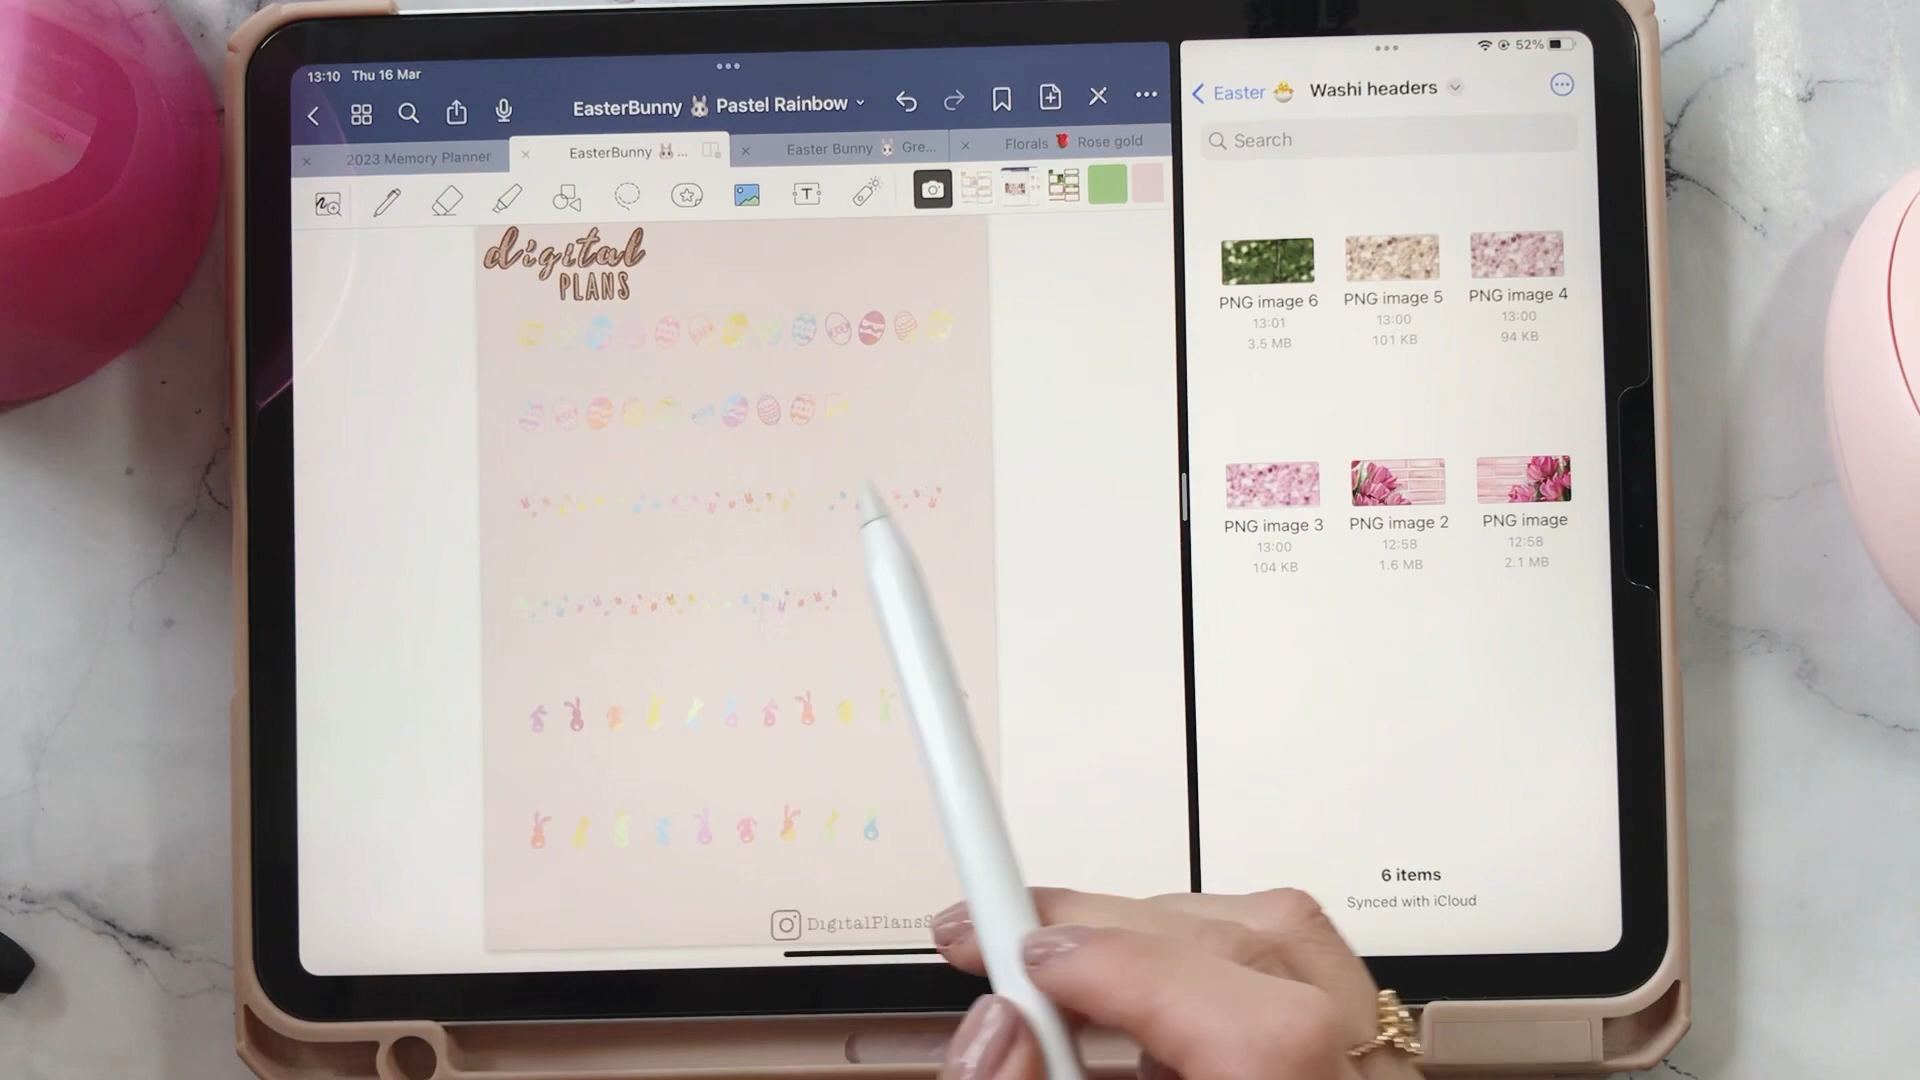 13:10 Thu 16 Mar
EasterBunny 🐰 Pastel Rainbow
2023 Memory Planner
EasterBunny 🐰...
Easter Bunny 🐰 Gre...
Florals 🌹 Rose gold
T
digital
PLANS
DigitalPlansS
52%
Easter 🐣
Washi headers
Search
PNG image 6
13:01
3.5 MB
PNG image 5
13:00
101 KB
PNG image 4
13:00
94 KB
PNG image 3
13:00
104 KB
PNG image 2
12:58
1.6 MB
PNG image
12:58
2.1 MB
6 items
Synced with iCloud